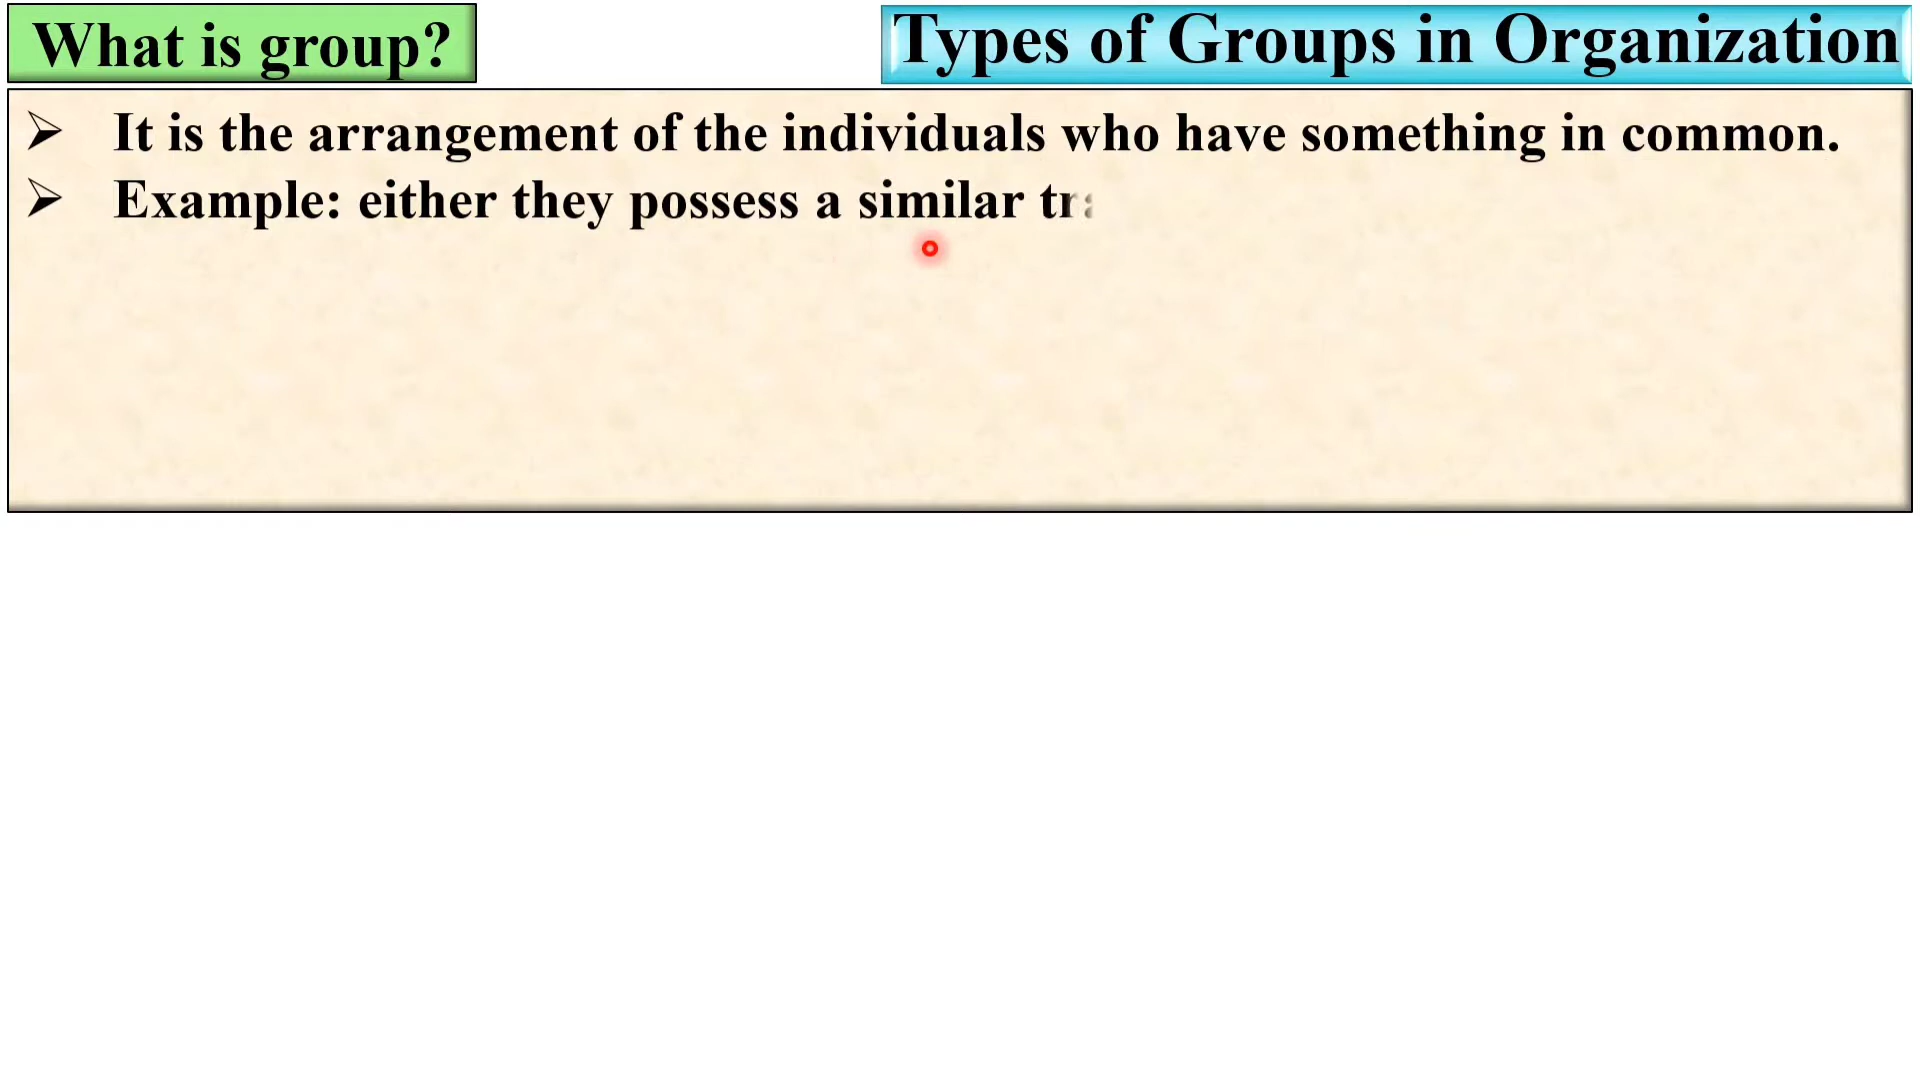 What is group?
Types of Groups in Organization
➢ It is the arrangement of the individuals who have something in common.
➢ Example: either they possess a similar